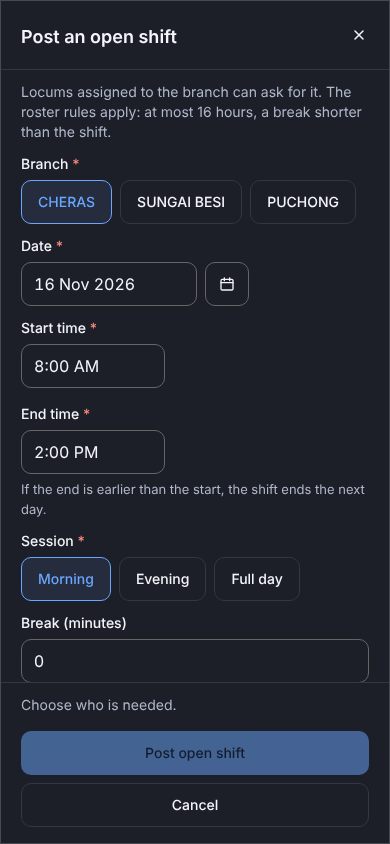 Post an open shift
Locums assigned to the branch can ask for it. The
roster rules apply: at most 16 hours, a break shorter
than the shift.
Branch *
CHERAS
SUNGAI BESI
PUCHONG
Date *
16 Nov 2026
Start time *
8:00 AM
End time *
2:00 PM
If the end is earlier than the start, the shift ends the next
day.
Session *
Morning
Evening
Full day
Break (minutes)
0
Choose who is needed.
Post open shift
Cancel